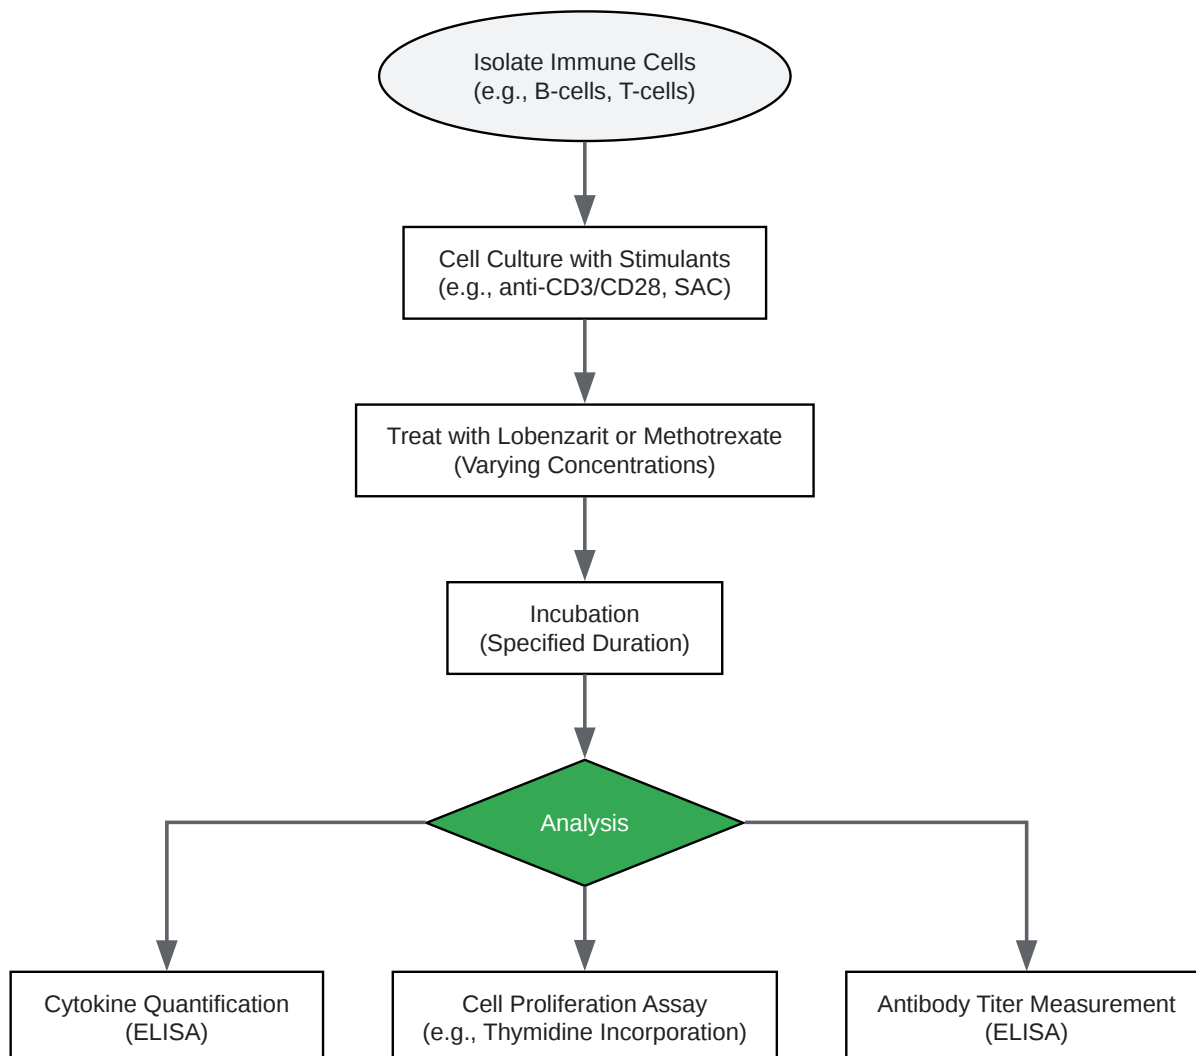 Isolate Immune Cells
(e.g., B-cells, T-cells)
Cell Culture with Stimulants
(e.g., anti-CD3/CD28, SAC)
Treat with Lobenzarit or Methotrexate
(Varying Concentrations)
Incubation
(Specified Duration)
Analysis
Cytokine Quantification
(ELISA)
Cell Proliferation Assay
(e.g., Thymidine Incorporation)
Antibody Titer Measurement
(ELISA)